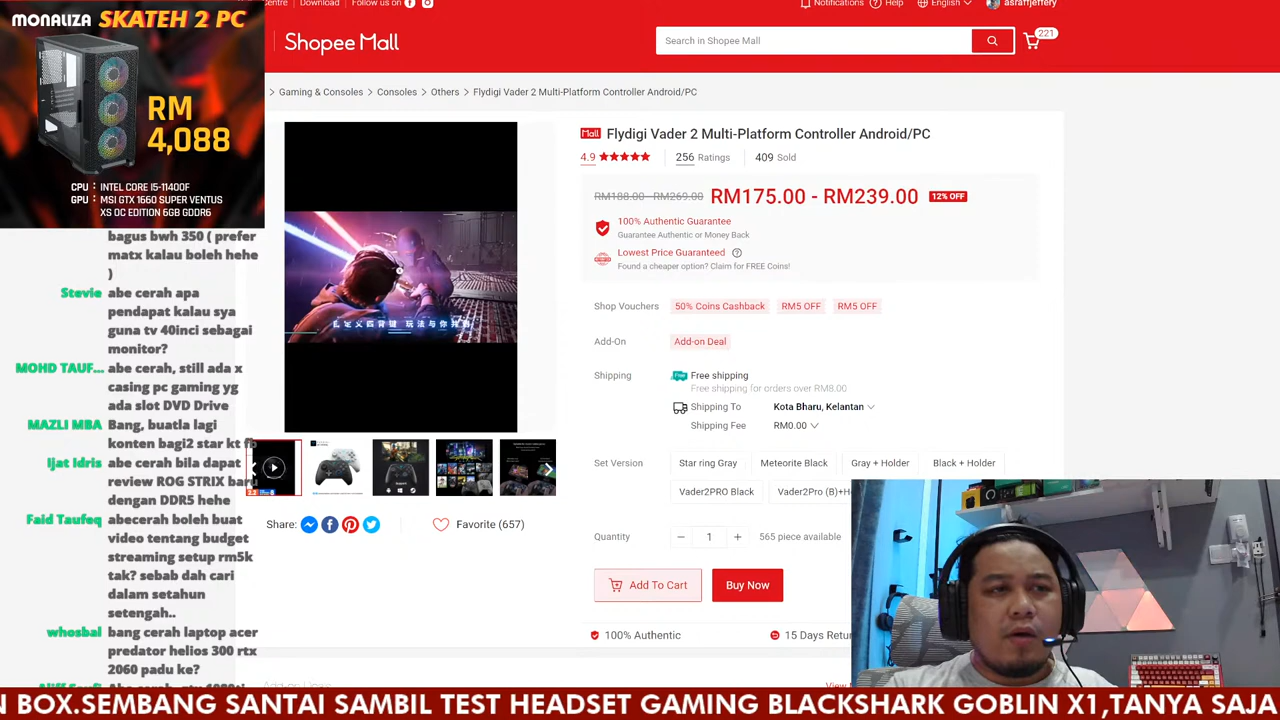 Centre
Download
Follow us on
Notifications
Help
English
asraffjeffery
MONALIZA SKATEH 2 PC
RM
4,088
CPU : INTEL CORE I5-11400F
GPU : MSI GTX 1660 SUPER VENTUS
XS OC EDITION 6GB GDDR6
Shopee Mall
Search in Shopee Mall
221
Gaming & Consoles > Consoles > Others > Flydigi Vader 2 Multi-Platform Controller Android/PC
Mall Flydigi Vader 2 Multi-Platform Controller Android/PC
4.9 256 Ratings 409 Sold
RM188.00 - RM269.00 RM175.00 - RM239.00 12% OFF
100% Authentic Guarantee
Guarantee Authentic or Money Back
Lowest Price Guaranteed
Found a cheaper option? Claim for FREE Coins!
Shop Vouchers 50% Coins Cashback RM5 OFF RM5 OFF
Add-On Add-on Deal
Shipping Free shipping
Free shipping for orders over RM8.00
Shipping To Kota Bharu, Kelantan
Shipping Fee RM0.00
Set Version Star ring Gray Meteorite Black Gray + Holder Black + Holder
Vader2PRO Black Vader2Pro (B)+H
Quantity − 1 + 565 piece available
Add To Cart Buy Now
100% Authentic 15 Days Retu
Share: Favorite (657)
bagus bwh 350 ( prefer
matx kalau boleh hehe
)
Stevie abe cerah apa
pendapat kalau sya
guna tv 40inci sebagai
monitor?
MOHD TAUF... abe cerah, still ada x
casing pc gaming yg
ada slot DVD Drive
MAZLI MBA Bang, buatla lagi
konten bagi2 star kt fb
Ijat Idris abe cerah bila dapat
review ROG STRIX baru
dengan DDR5 hehe
Faid Taufeq abecerah boleh buat
video tentang budget
streaming setup rm5k
tak? sebab dah cari
dalam setahun
setengah..
whosbal bang cerah laptop acer
predator helios 300 rtx
2060 padu ke?
N BOX.SEMBANG SANTAI SAMBIL TEST HEADSET GAMING BLACKSHARK GOBLIN X1,TANYA SAJA